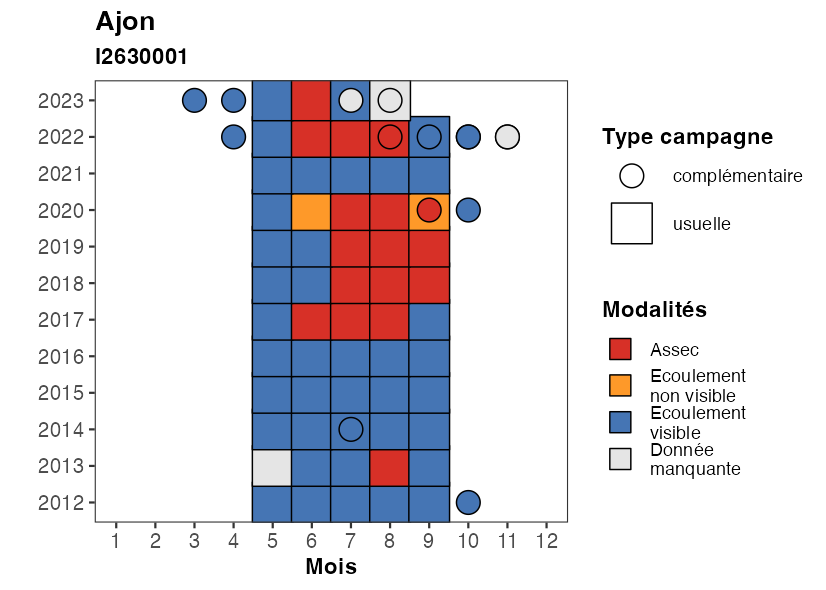 Ajon
I2630001
2023
2022
2021
2020
2019
2018
2017
2016
2015
2014
2013
2012
1 2 3 4 5 6 7 8 9 10 11 12
Mois
Type campagne
complémentaire
usuelle
Modalités
Assec
Ecoulement
non visible
Ecoulement
visible
Donnée
manquante